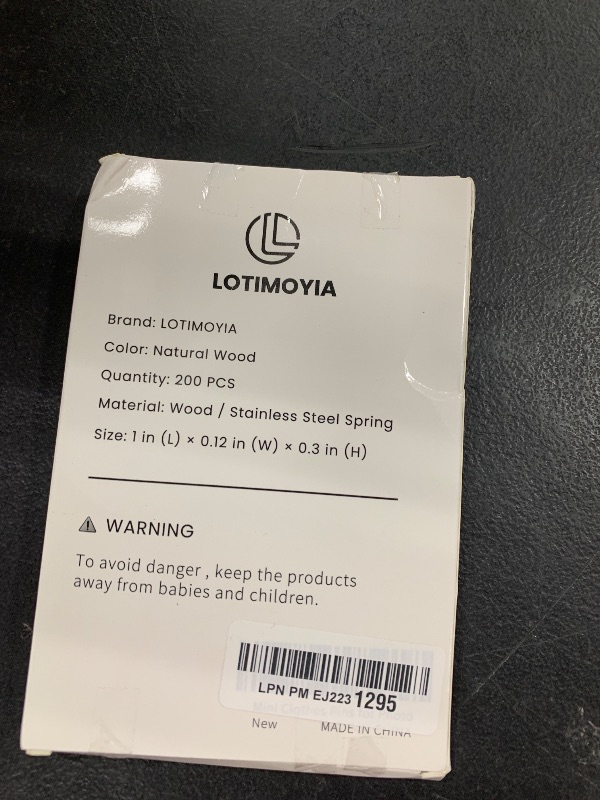 LOTIMOYIA
Brand: LOTIMOYIA
Color: Natural Wood
Quantity: 200 PCS
Material: Wood / Stainless Steel Spring
Size: 1 in (L) × 0.12 in (W) × 0.3 in (H)
WARNING
To avoid danger , keep the products
away from babies and children.
LPN PM EJ223 1295
New MADE IN CHINA